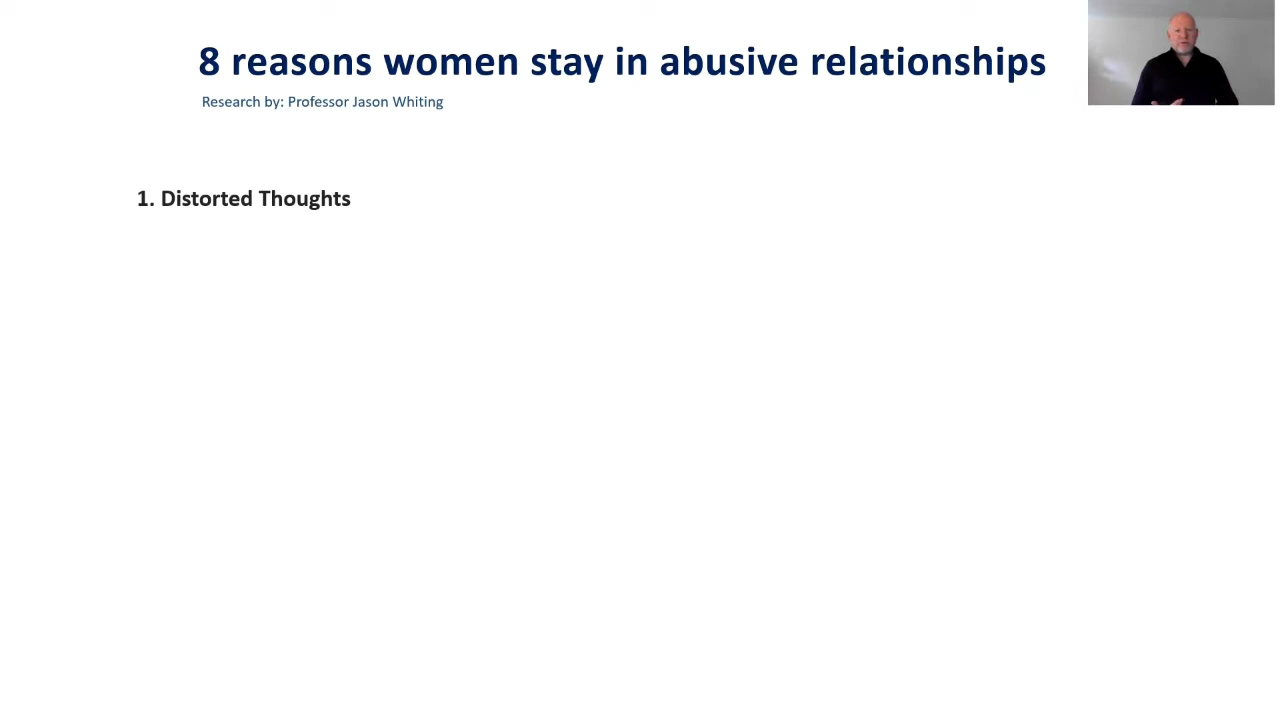 8 reasons women stay in abusive relationships
Research by: Professor Jason Whiting
1. Distorted Thoughts